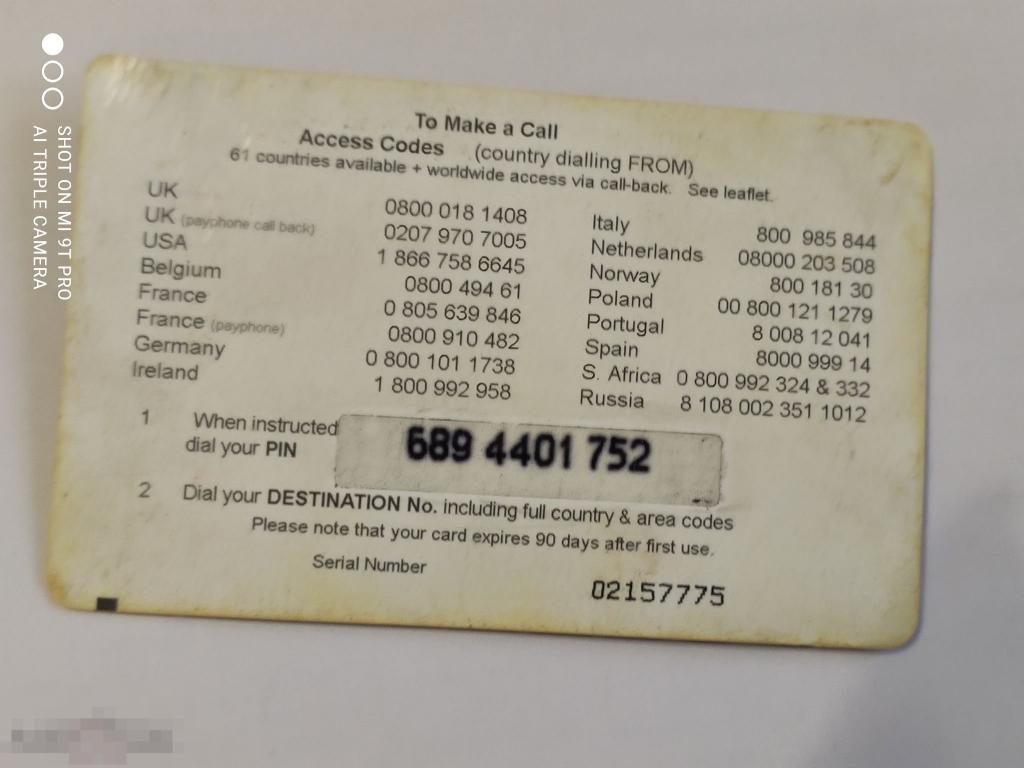 SHOT ON MI 9T PRO
AI TRIPLE CAMERA
To Make a Call
Access Codes (country dialling FROM)
61 countries available + worldwide access via call-back. See leaflet.
UK 0800 018 1408
UK (payphone call back) 0207 970 7005
USA 1 866 758 6645
Belgium 0800 494 61
France 0 805 639 846
France (payphone) 0800 910 482
Germany 0 800 101 1738
Ireland 1 800 992 958
Italy 800 985 844
Netherlands 08000 203 508
Norway 800 181 30
Poland 00 800 121 1279
Portugal 8 008 12 041
Spain 8000 999 14
S. Africa 0 800 992 324 & 332
Russia 8 108 002 351 1012
1 When instructed
dial your PIN
689 4401 752
2 Dial your DESTINATION No. including full country & area codes
Please note that your card expires 90 days after first use.
Serial Number 02157775